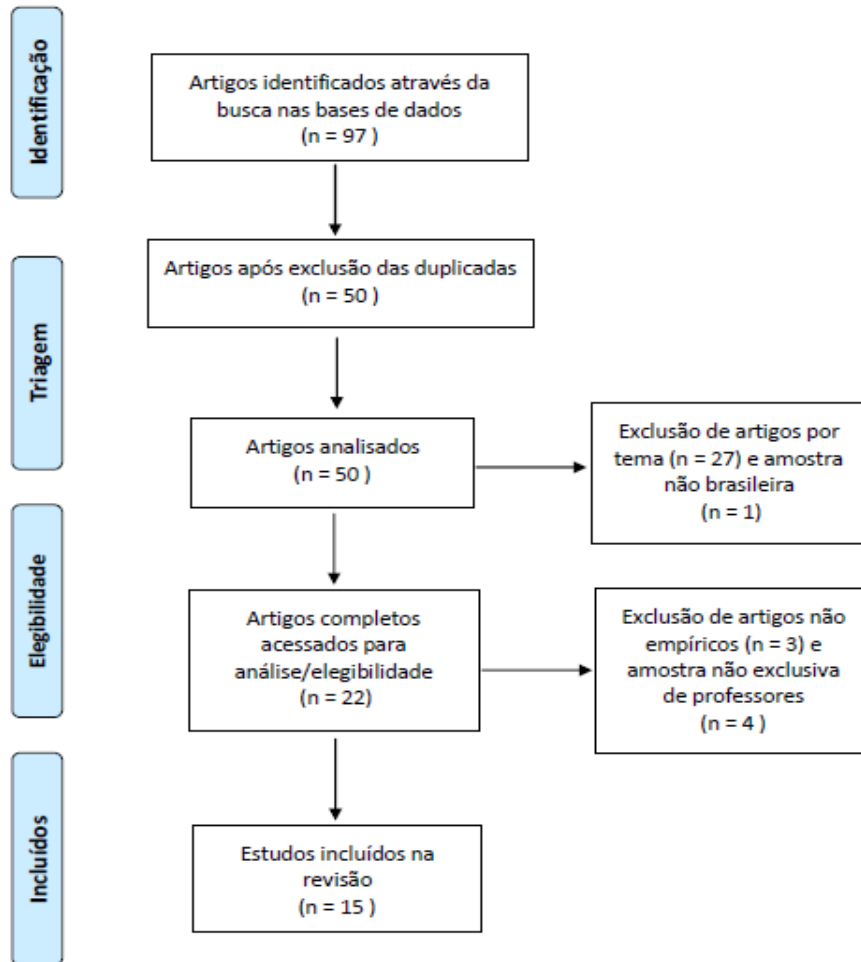 Identificação
Artigos identificados através da
busca nas bases de dados
(n = 97 )
Triagem
Artigos após exclusão das duplicadas
(n = 50 )
Artigos analisados
(n = 50 )
Exclusão de artigos por
tema (n = 27) e amostra
não brasileira
(n = 1)
Elegibilidade
Artigos completos
acessados para
análise/elegibilidade
(n = 22)
Exclusão de artigos não
empíricos (n = 3) e
amostra não exclusiva
de professores
(n = 4 )
Incluídos
Estudos incluídos na
revisão
(n = 15 )